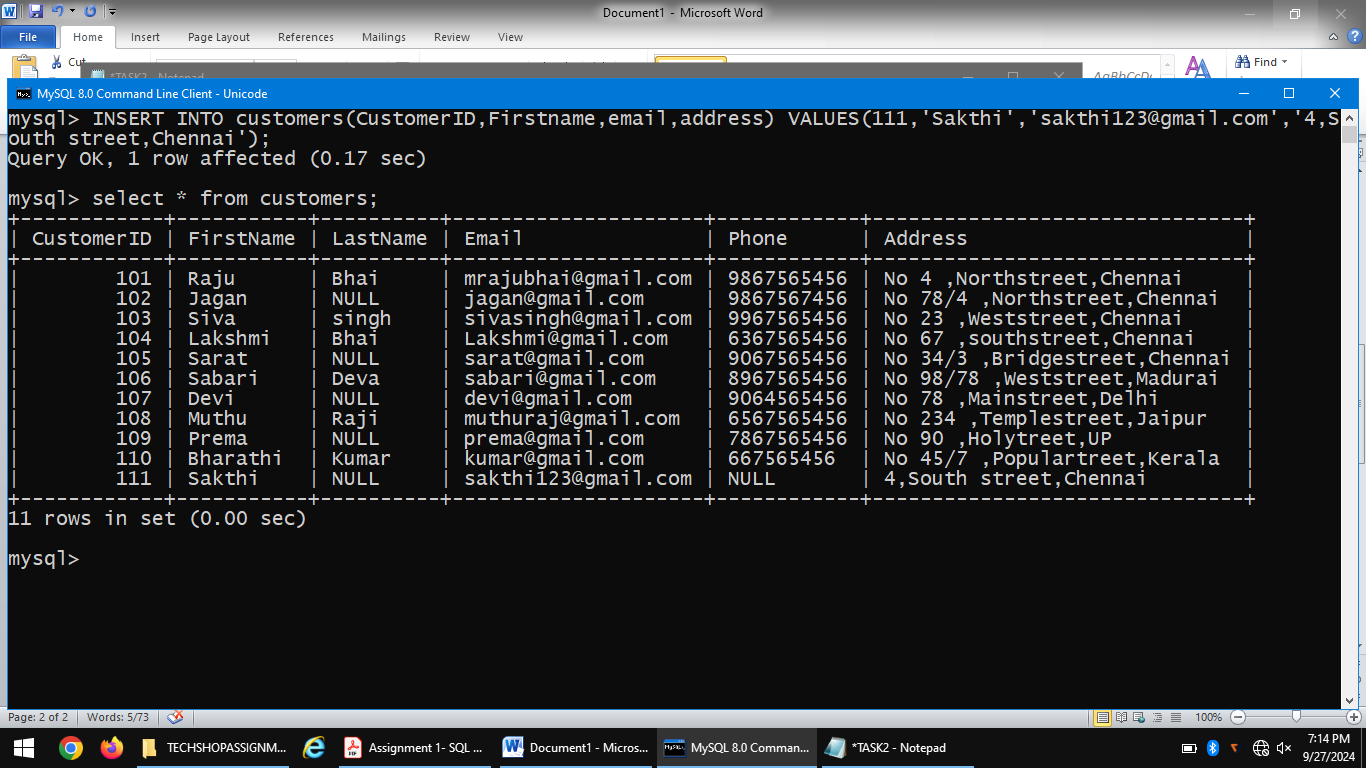 Document1 - Microsoft Word
File Home Insert Page Layout References Mailings Review View
Cut
Find
*TASK2 - Notepad
AaBbCcDc
MySQL 8.0 Command Line Client - Unicode
mysql> INSERT INTO customers(CustomerID,Firstname,email,address) VALUES(111,'Sakthi','sakthi123@gmail.com','4,S
outh street,Chennai');
Query OK, 1 row affected (0.17 sec)
mysql> select * from customers;
+------------+-----------+----------+---------------------+------------+-------------------------------+
| CustomerID | FirstName | LastName | Email               | Phone      | Address                       |
+------------+-----------+----------+---------------------+------------+-------------------------------+
|        101 | Raju      | Bhai     | mrajubhai@gmail.com | 9867565456 | No 4 ,Northstreet,Chennai     |
|        102 | Jagan     | NULL     | jagan@gmail.com     | 9867567456 | No 78/4 ,Northstreet,Chennai  |
|        103 | Siva      | singh    | sivasingh@gmail.com | 9967565456 | No 23 ,Weststreet,Chennai     |
|        104 | Lakshmi   | Bhai     | Lakshmi@gmail.com   | 6367565456 | No 67 ,southstreet,Chennai    |
|        105 | Sarat     | NULL     | sarat@gmail.com     | 9067565456 | No 34/3 ,Bridgestreet,Chennai |
|        106 | Sabari    | Deva     | sabari@gmail.com    | 8967565456 | No 98/78 ,Weststreet,Madurai  |
|        107 | Devi      | NULL     | devi@gmail.com      | 9064565456 | No 78 ,Mainstreet,Delhi       |
|        108 | Muthu     | Raji     | muthuraj@gmail.com  | 6567565456 | No 234 ,Templestreet,Jaipur   |
|        109 | Prema     | NULL     | prema@gmail.com     | 7867565456 | No 90 ,Holytreet,UP           |
|        110 | Bharathi  | Kumar    | kumar@gmail.com     | 667565456  | No 45/7 ,Populartreet,Kerala  |
|        111 | Sakthi    | NULL     | sakthi123@gmail.com | NULL       | 4,South street,Chennai        |
+------------+-----------+----------+---------------------+------------+-------------------------------+
11 rows in set (0.00 sec)
mysql>
Page: 2 of 2 Words: 5/73 100%
TECHSHOPASSIGNM... Assignment 1- SQL ... Document1 - Micros... MySQL 8.0 Comman... *TASK2 - Notepad
7:14 PM
9/27/2024